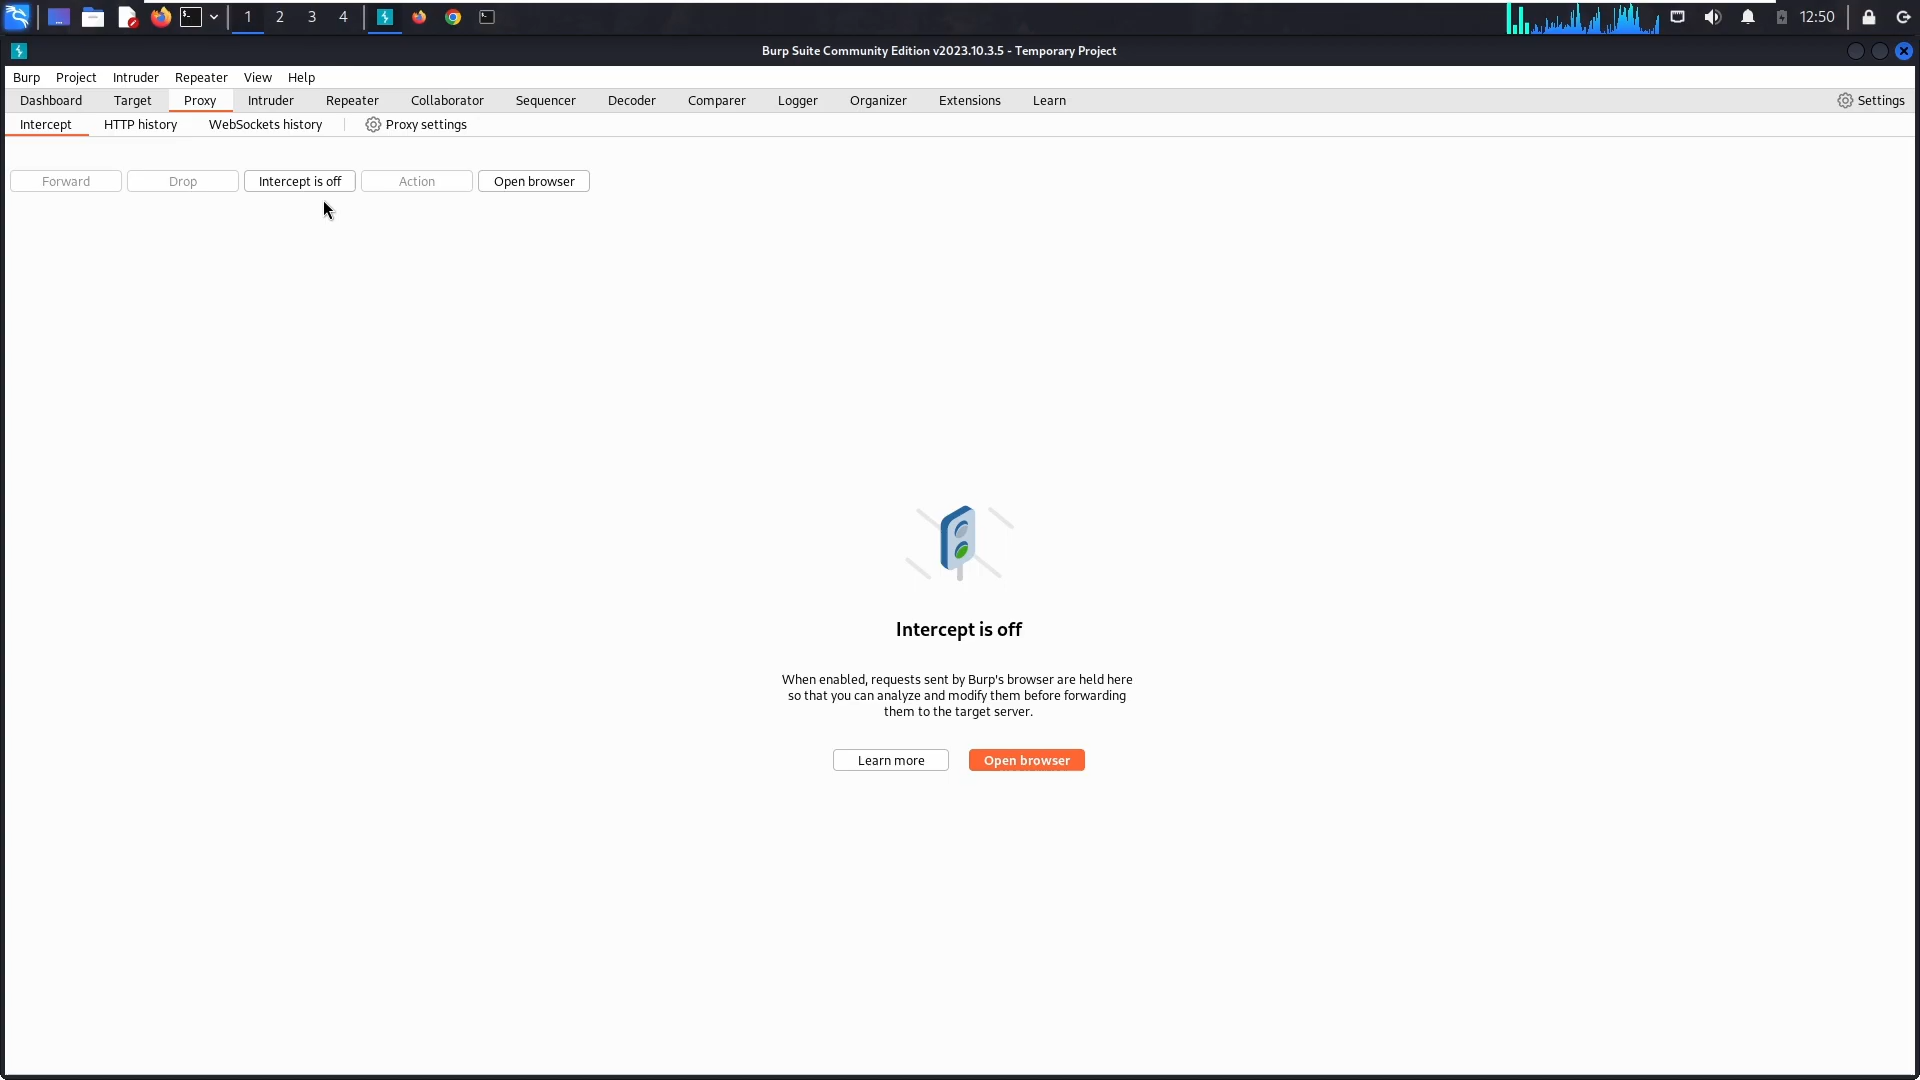 1 2 3 4 12:50
Burp Suite Community Edition v2023.10.3.5 - Temporary Project
Burp Project Intruder Repeater View Help
Dashboard Target Proxy Intruder Repeater Collaborator Sequencer Decoder Comparer Logger Organizer Extensions Learn Settings
Intercept HTTP history WebSockets history Proxy settings
Forward Drop Intercept is off Action Open browser
Intercept is off
When enabled, requests sent by Burp's browser are held here
so that you can analyze and modify them before forwarding
them to the target server.
Learn more Open browser